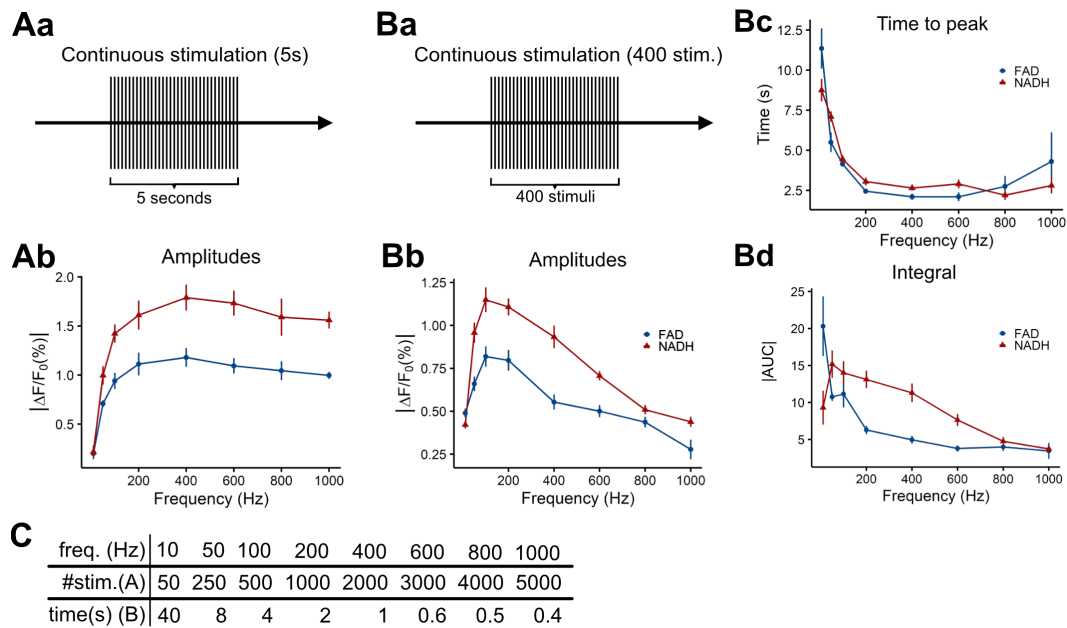 Aa
Continuous stimulation (5s)
5 seconds
Ba
Continuous stimulation (400 stim.)
400 stimuli
Bc
Time to peak
12.5
10.0
7.5
5.0
2.5
Time (s)
FAD
NADH
200 400 600 800 1000
Frequency (Hz)
Ab
Amplitudes
2.0
1.5
1.0
0.5
|ΔF/F₀(%)|
0 200 400 600 800 1000
Frequency (Hz)
Bb
Amplitudes
1.25
1.00
0.75
0.50
0.25
|ΔF/F₀(%)|
FAD
NADH
0 200 400 600 800 1000
Frequency (Hz)
Bd
Integral
25
20
15
10
5
|AUC|
FAD
NADH
200 400 600 800 1000
Frequency (Hz)
C
freq. (Hz) 10 50 100 200 400 600 800 1000
#stim.(A) 50 250 500 1000 2000 3000 4000 5000
time(s) (B) 40 8 4 2 1 0.6 0.5 0.4